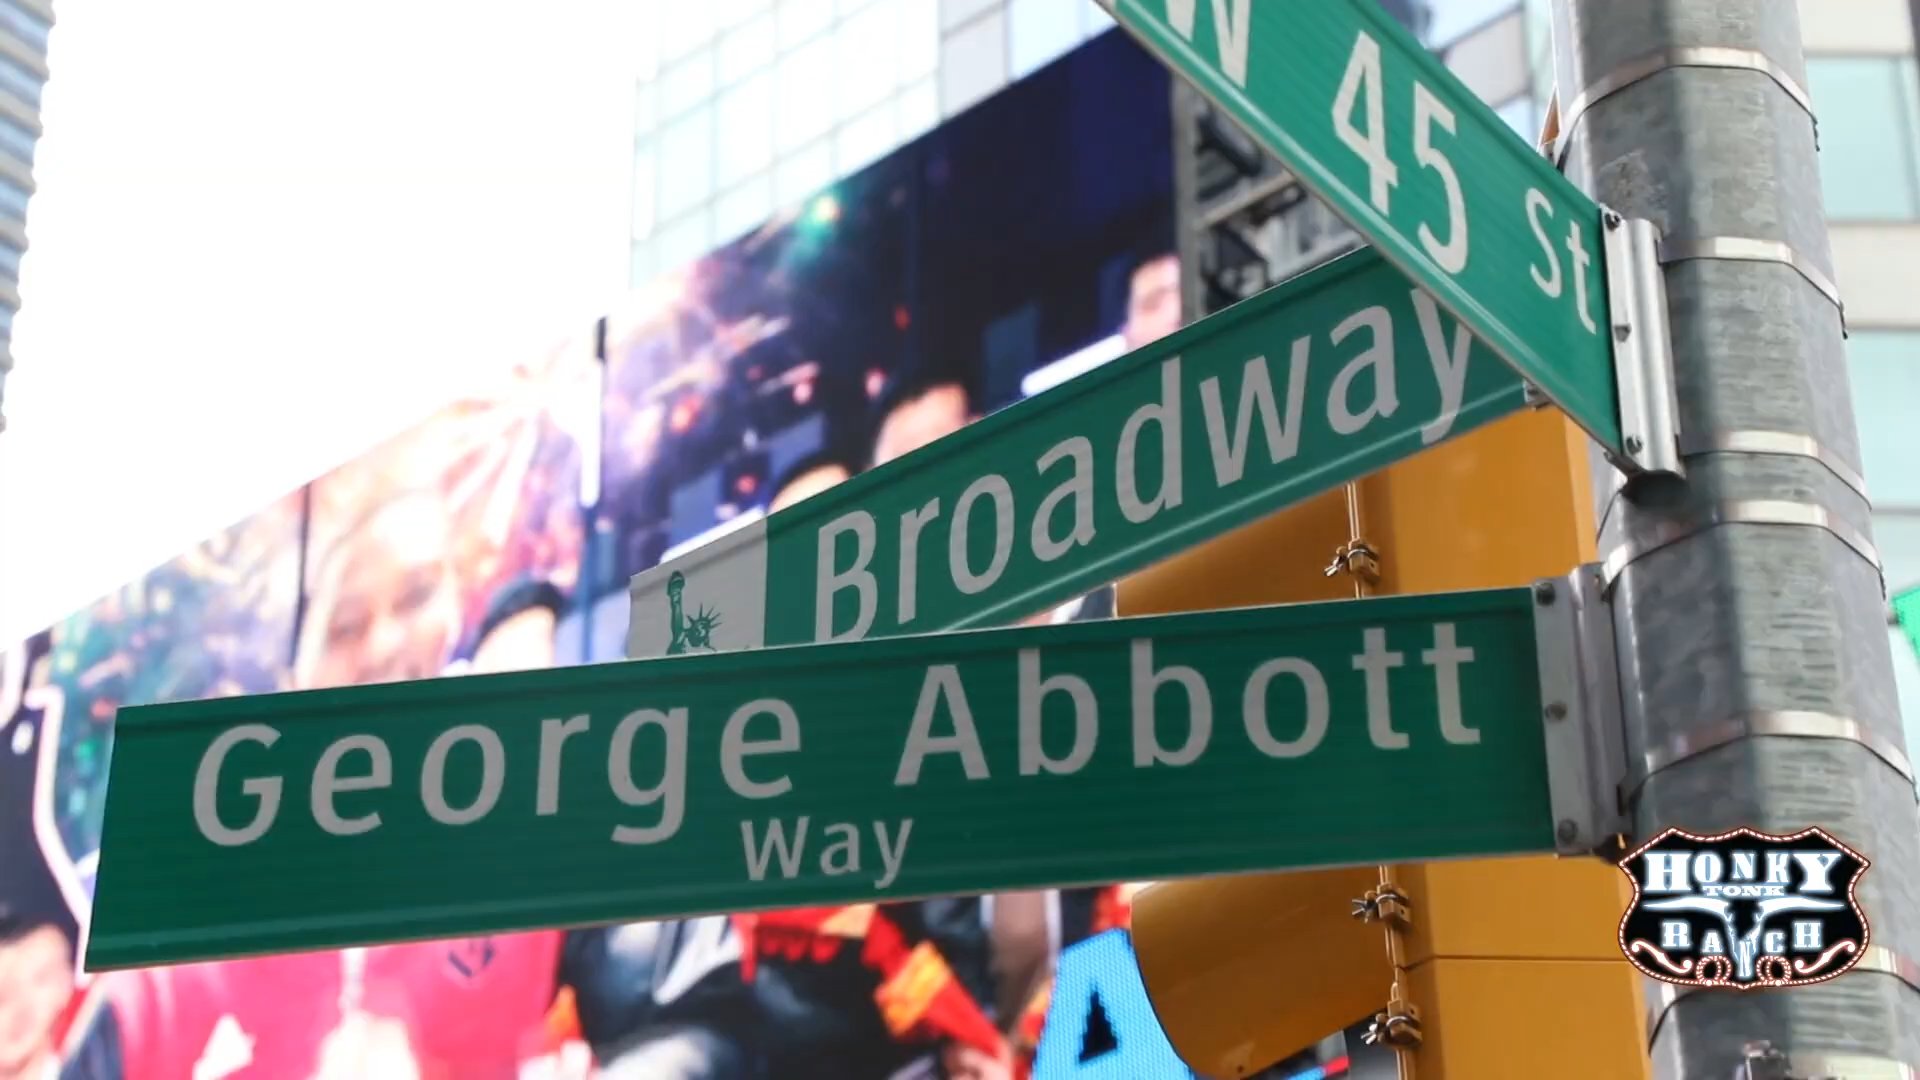 W 45 St
Broadway
George Abbott
Way
A
HONKY
TONK
RANCH